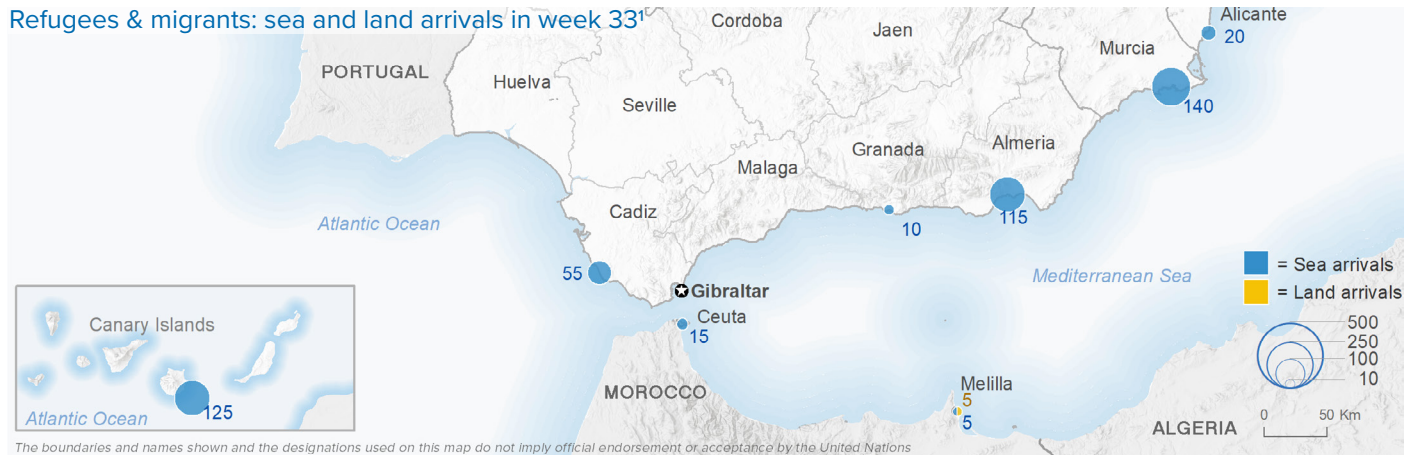 Refugees & migrants: sea and land arrivals in week 33¹
Cordoba
Alicante
20
Jaen
Murcia
PORTUGAL
Huelva
Seville
140
Granada
Almeria
Malaga
Cadiz
Atlantic Ocean
10
115
55
Mediterranean Sea
= Sea arrivals
= Land arrivals
Gibraltar
Ceuta
15
Canary Islands
500
250
100
10
Melilla
5
5
MOROCCO
125
Atlantic Ocean
0 50 Km
ALGERIA
The boundaries and names shown and the designations used on this map do not imply official endorsement or acceptance by the United Nations